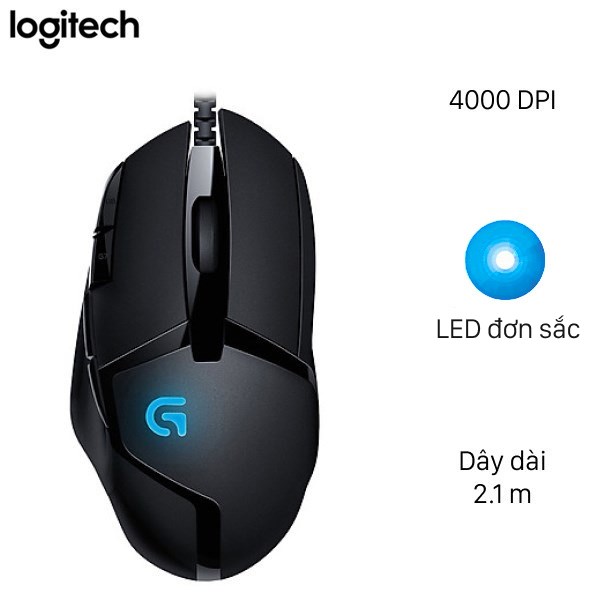 logitech
4000 DPI
LED đơn sắc
Dây dài
2.1 m
G